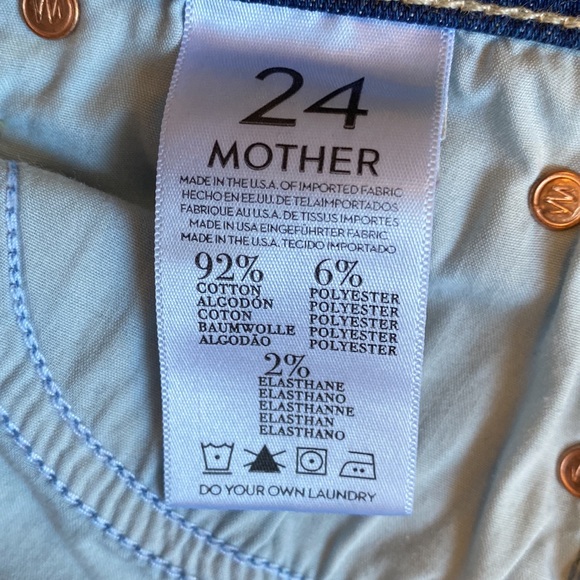 24
MOTHER
MADE IN THE U.S.A. OF IMPORTED FABRIC
HECHO EN EE.UU. DE TELAIMPORTADOS
FABRIQUE AU U.S.A. DE TISSUS IMPORTES
MADE IN USA EINGEFÜHRTER FABRIC
MADE IN THE U.S.A. TECIDO IMPORTADO
92%
COTTON
ALGODÓN
COTON
BAUMWOLLE
ALGODÃO
6%
POLYESTER
POLYESTER
POLYESTER
POLYESTER
POLYESTER
2%
ELASTHANE
ELASTHANO
ELASTHANNE
ELASTHAN
ELASTHANO
DO YOUR OWN LAUNDRY